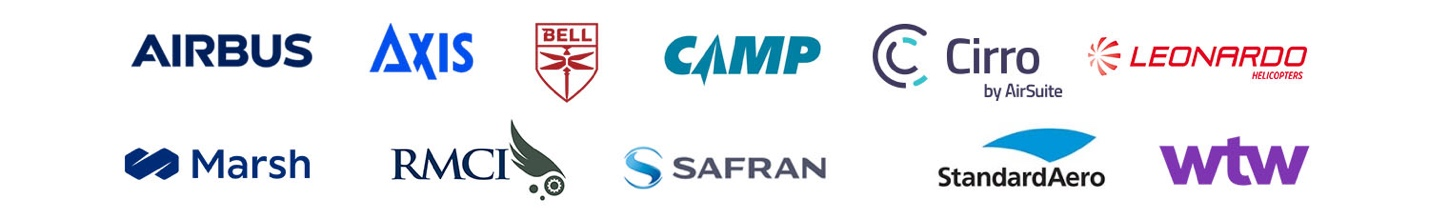 AIRBUS
AXIS
BELL
CAMP
Cirro
by AirSuite
LEONARDO
HELICOPTERS
Marsh
RMCI
SAFRAN
StandardAero
wtw